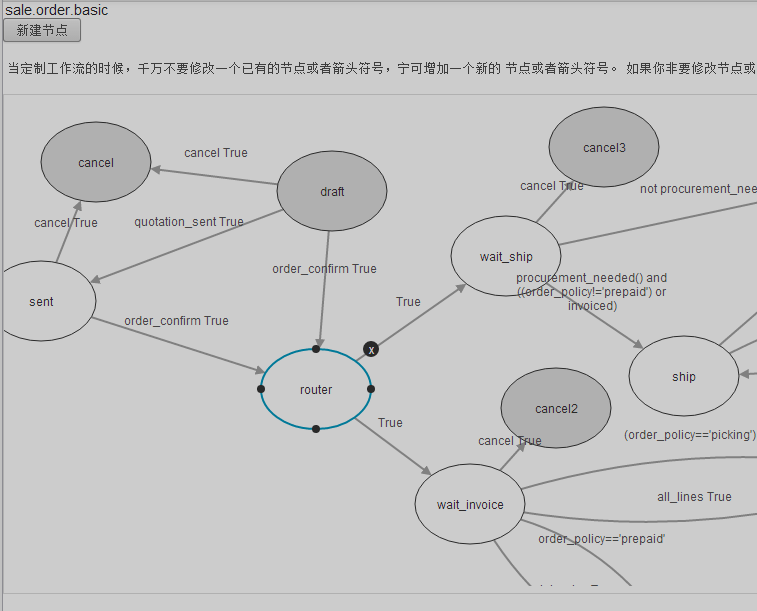 sale.order.basic
新建节点
当定制工作流的时候，千万不要修改一个已有的节点或者箭头符号，宁可增加一个新的 节点或者箭头符号。 如果你非要修改节点或
cancel
cancel True
draft
cancel3
cancel True
not procurement_nee
cancel True
quotation_sent True
wait_ship
sent
order_confirm True
procurement_needed() and
((order_policy!='prepaid') or
invoiced)
order_confirm True
True
x
router
ship
cancel2
True
cancel True
(order_policy=='picking')
wait_invoice
all_lines True
order_policy=='prepaid'